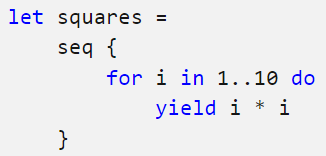 let squares =
    seq {
        for i in 1..10 do
            yield i * i
    }